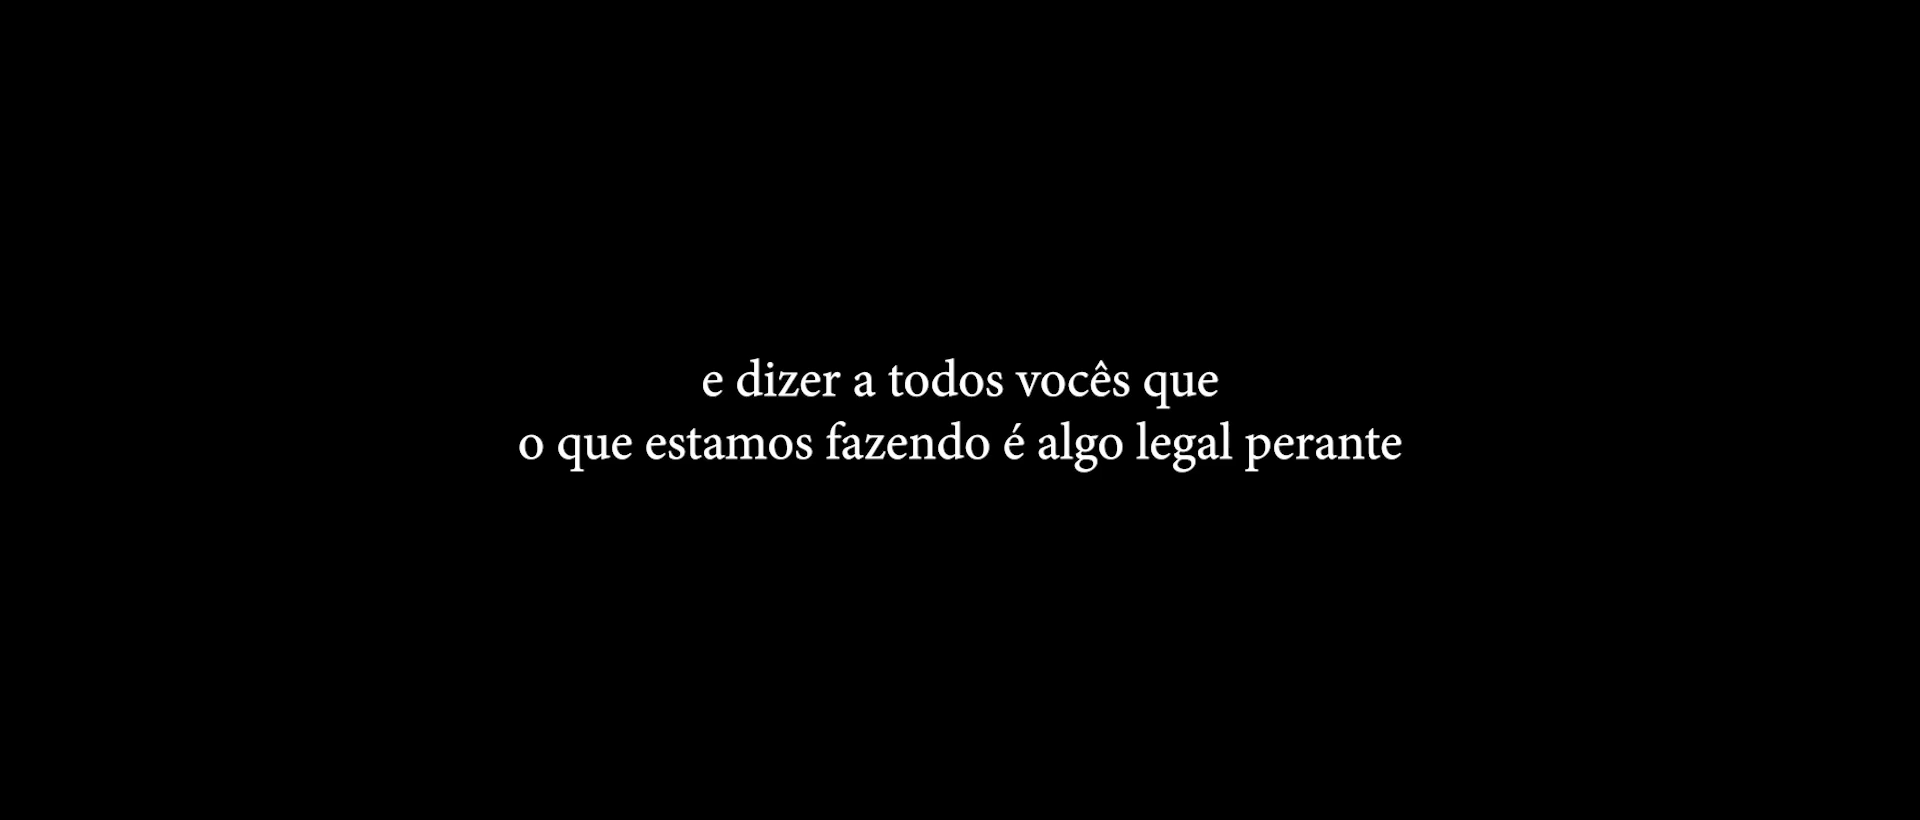 e dizer a todos vocês que
o que estamos fazendo é algo legal perante